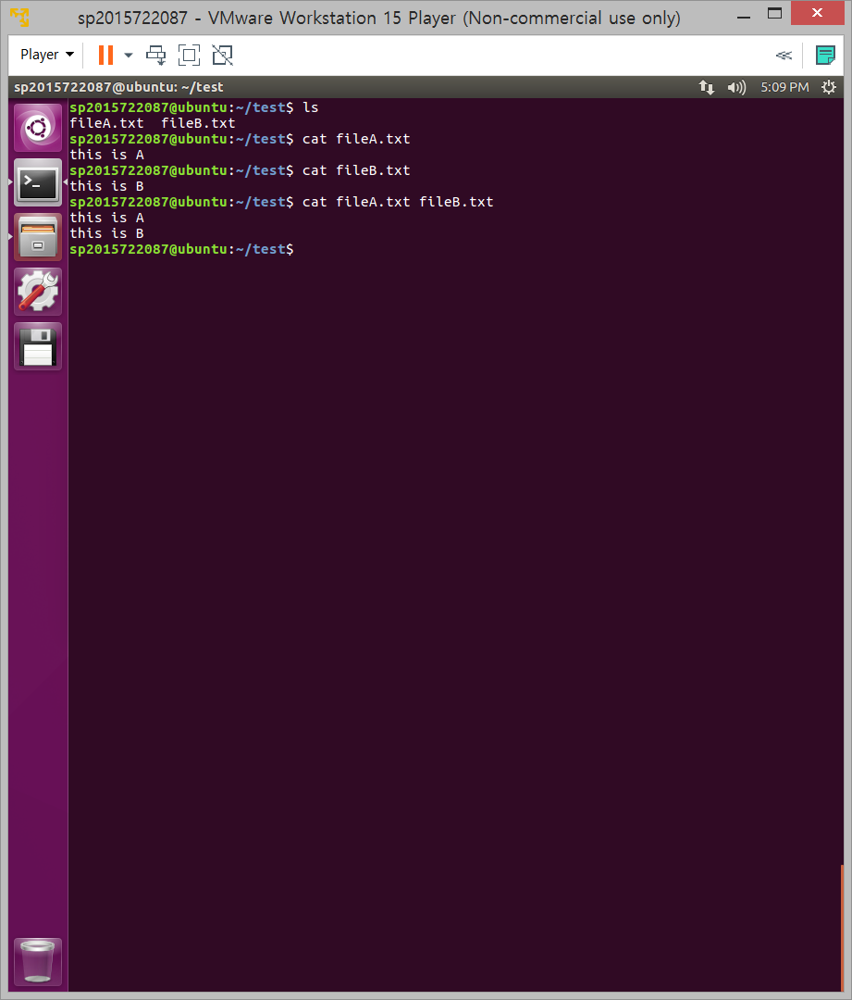 sp2015722087 - VMware Workstation 15 Player (Non-commercial use only)
Player
sp2015722087@ubuntu: ~/test
5:09 PM
sp2015722087@ubuntu:~/test$ ls
fileA.txt  fileB.txt
sp2015722087@ubuntu:~/test$ cat fileA.txt
this is A
sp2015722087@ubuntu:~/test$ cat fileB.txt
this is B
sp2015722087@ubuntu:~/test$ cat fileA.txt fileB.txt
this is A
this is B
sp2015722087@ubuntu:~/test$